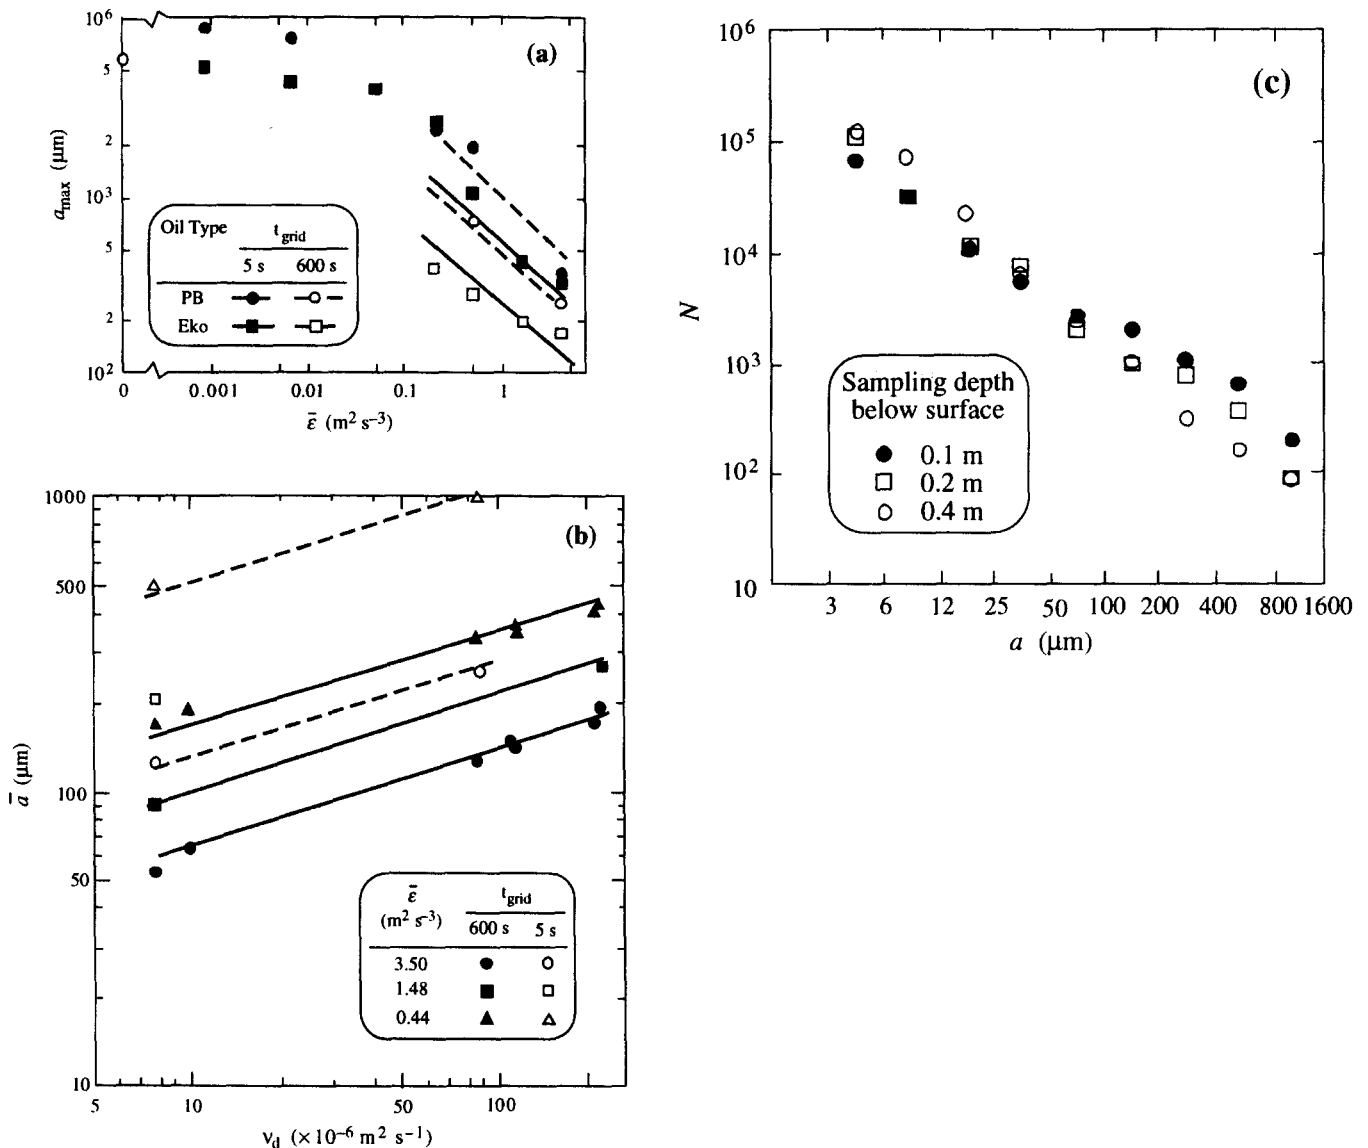 10⁶
(a)
5
2
10³
5
2
10²
a_max (μm)
Oil Type t_grid
5 s 600 s
PB
Eko
0 0.001 0.01 0.1 1
ε̄ (m² s⁻³)
1000
(b)
500
100
50
10
ā (μm)
ε̄ t_grid
(m² s⁻³) 600 s 5 s
3.50
1.48
0.44
5 10 50 100
ν_d (×10⁻⁶ m² s⁻¹)
10⁶
(c)
10⁵
10⁴
10³
10²
10
N
Sampling depth
below surface
0.1 m
0.2 m
0.4 m
3 6 12 25 50 100 200 400 800 1600
a (μm)